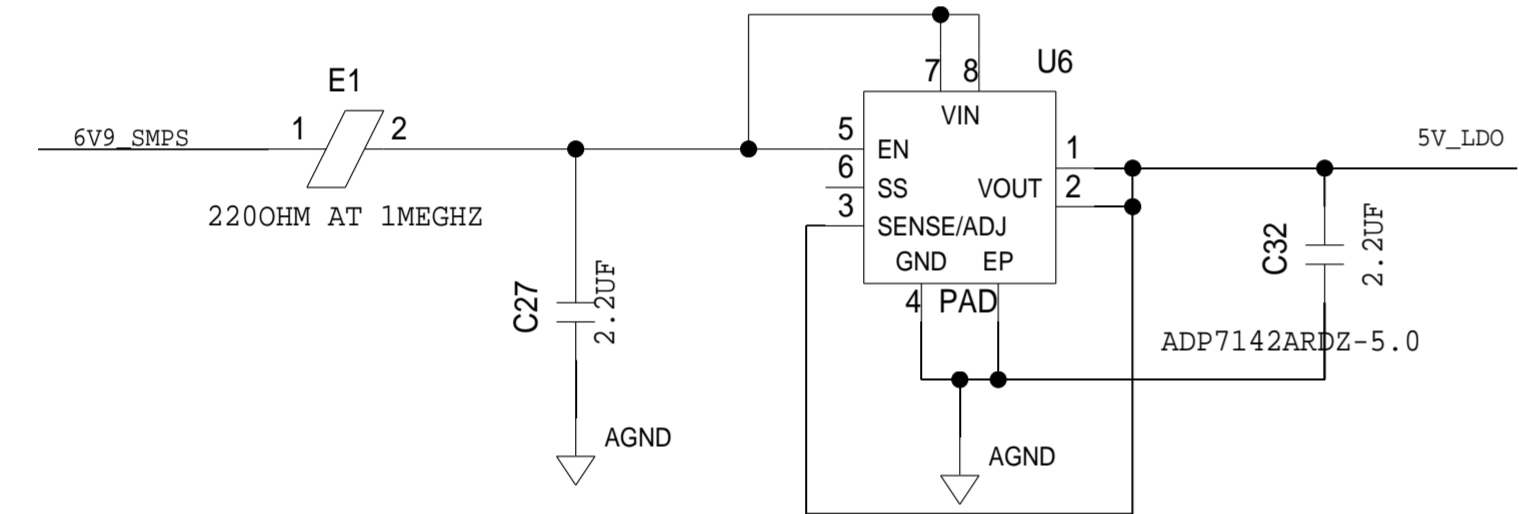 E1
1 2
6V9_SMPS
220OHM AT 1MEGHZ
C27
2.2UF
AGND
U6
7 8
VIN
5 EN
6 SS
3 SENSE/ADJ
VOUT
1
2
GND EP
4 PAD
AGND
5V_LDO
C32
2.2UF
ADP7142ARDZ-5.0